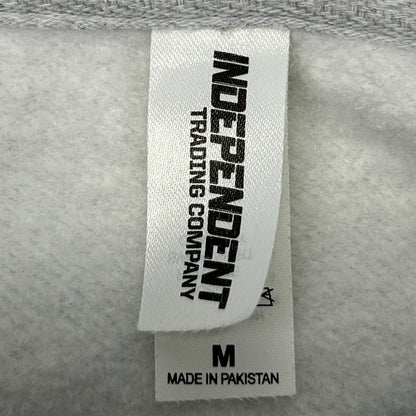 INDEPENDENT
TRADING COMPANY
M
MADE IN PAKISTAN